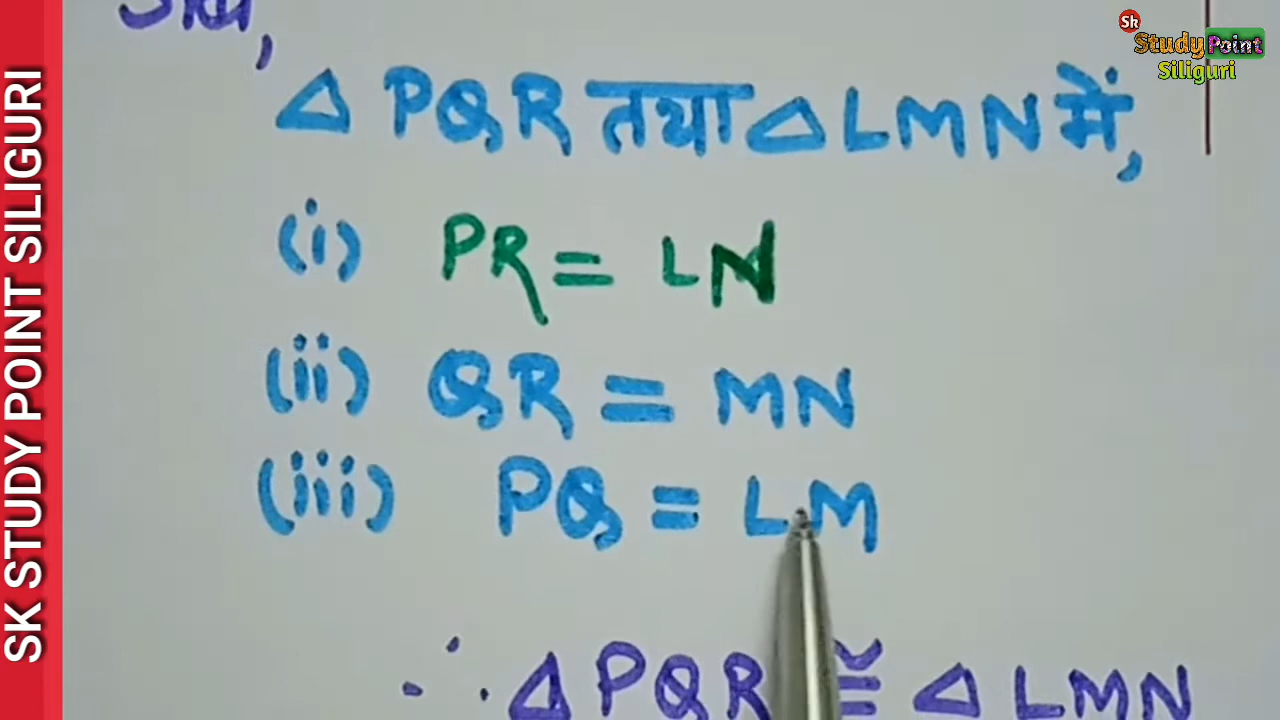 SK STUDY POINT SILIGURI
Sk
Study Point
Siliguri
Δ PQR तथा Δ LMN में,
(i) PR = LN
(ii) QR = MN
(iii) PQ = LM
∴ Δ PQR ≅ Δ LMN